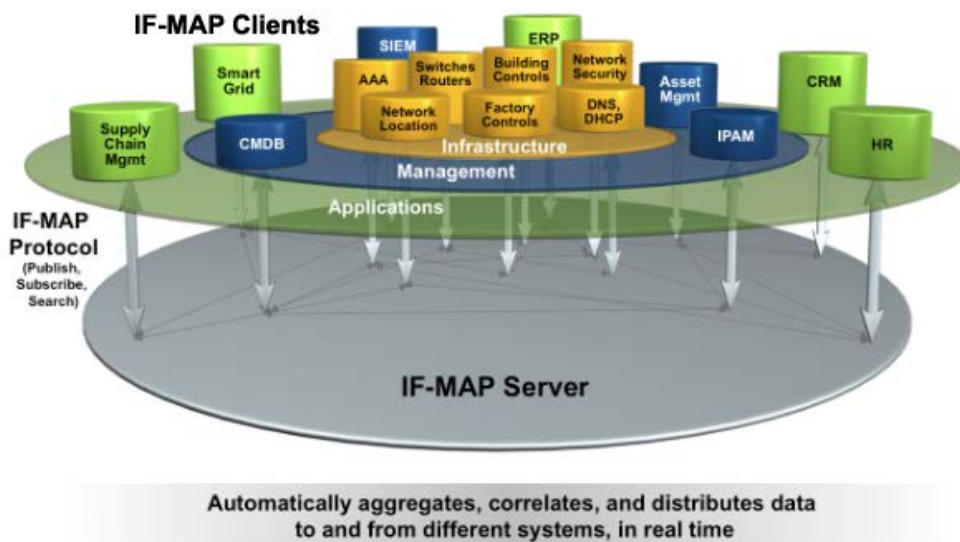 IF-MAP Clients
SIEM
ERP
Smart
Grid
AAA
Switches
Routers
Building
Controls
Network
Security
Asset
Mgmt
CRM
Supply
Chain
Mgmt
CMDB
Network
Location
Factory
Controls
DNS,
DHCP
IPAM
HR
Infrastructure
Management
Applications
IF-MAP
Protocol
(Publish,
Subscribe,
Search)
IF-MAP Server
Automatically aggregates, correlates, and distributes data
to and from different systems, in real time